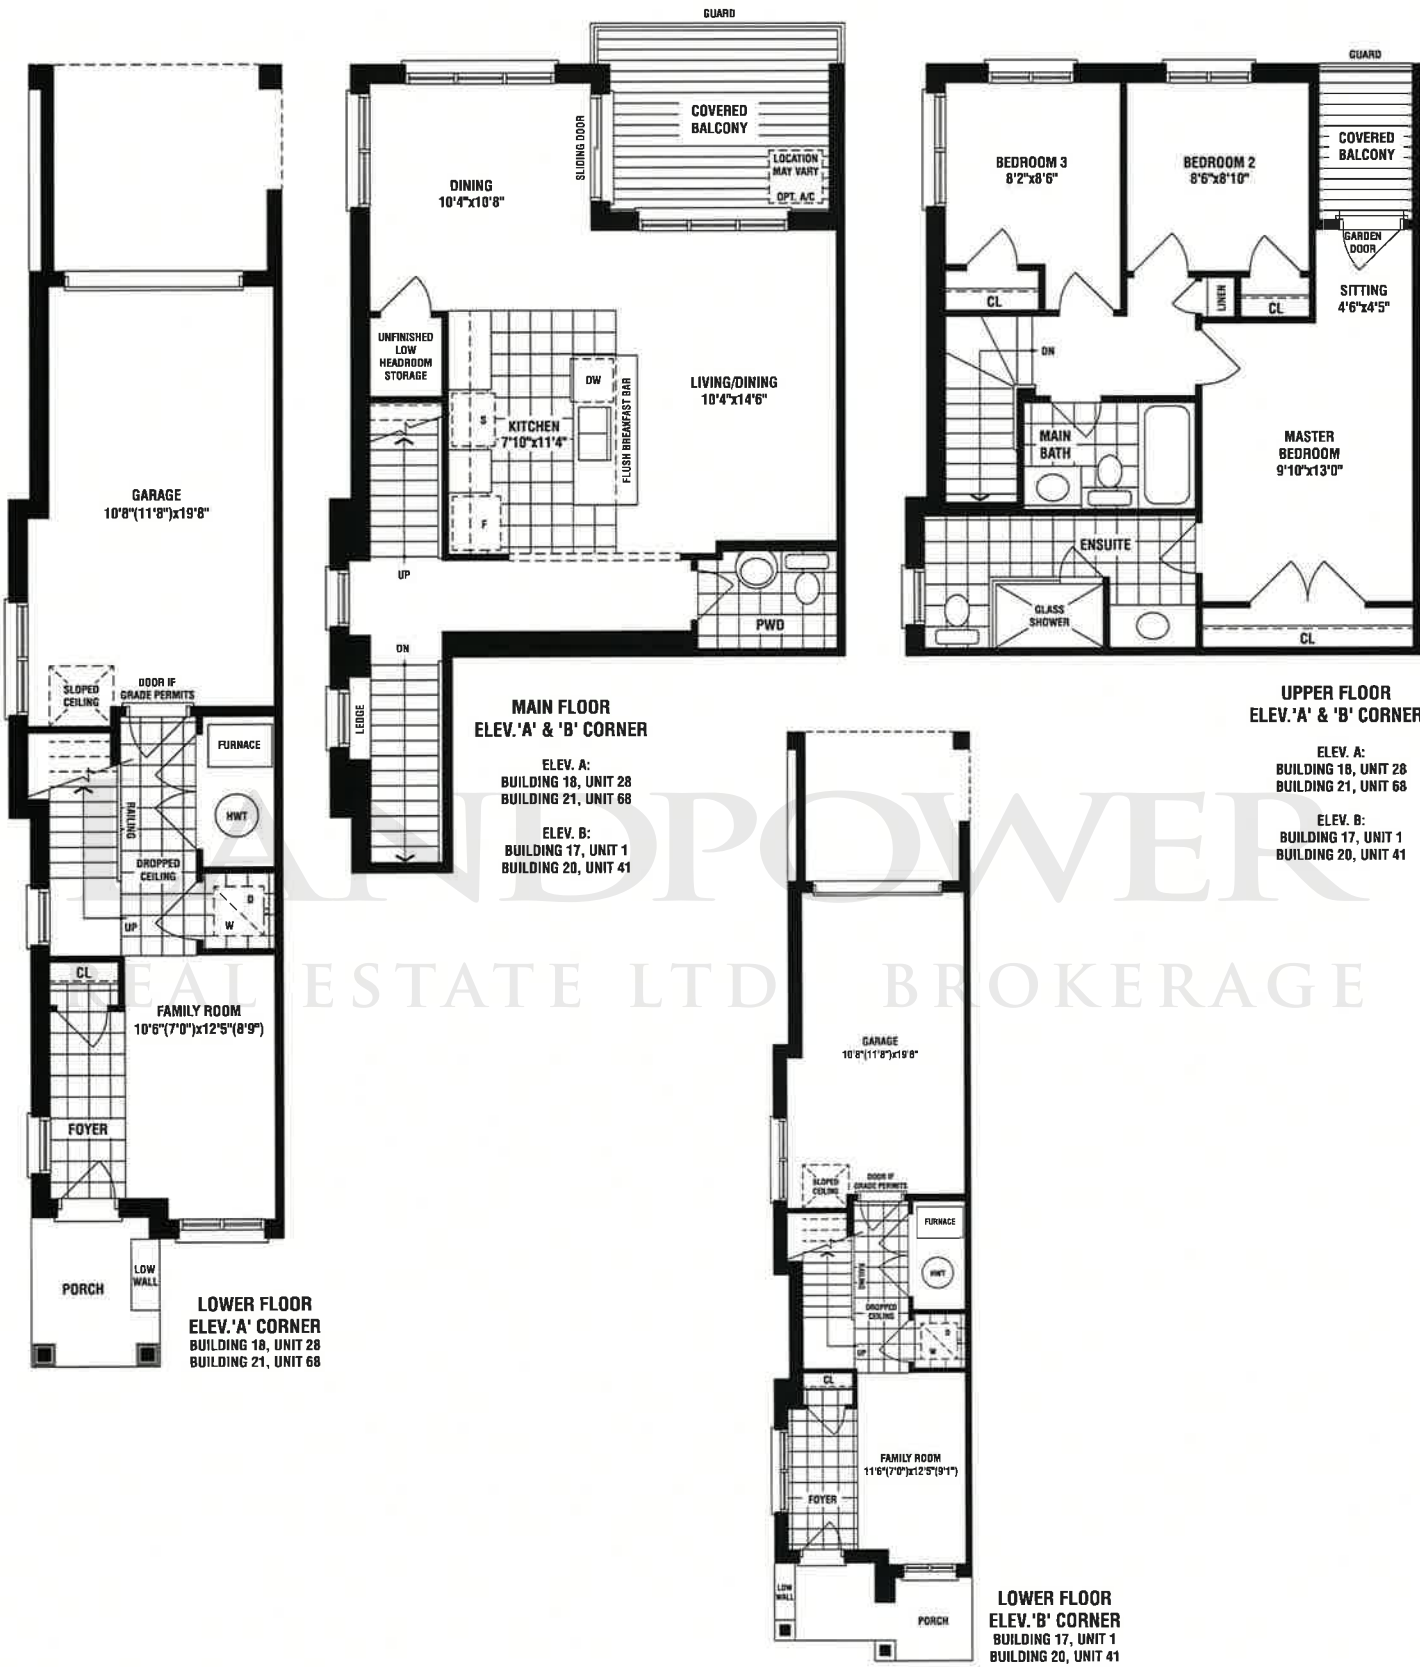 GUARD
COVERED
BALCONY
SLIDING DOOR
LOCATION
MAY VARY
OPT. A/C
DINING
10'4"x10'8"
UNFINISHED
LOW
HEADROOM
STORAGE
DW
S
KITCHEN
7'10"x11'4"
FLUSH BREAKFAST BAR
F
LIVING/DINING
10'4"x14'6"
UP
PWD
DN
LEDGE
MAIN FLOOR
ELEV.'A' & 'B' CORNER
ELEV. A:
BUILDING 18, UNIT 28
BUILDING 21, UNIT 68
ELEV. B:
BUILDING 17, UNIT 1
BUILDING 20, UNIT 41
GUARD
COVERED
BALCONY
BEDROOM 3
8'2"x8'6"
BEDROOM 2
8'6"x8'10"
GARDEN
DOOR
SITTING
4'6"x4'5"
CL
LINEN
CL
DN
MAIN
BATH
MASTER
BEDROOM
9'10"x13'0"
ENSUITE
GLASS
SHOWER
CL
UPPER FLOOR
ELEV.'A' & 'B' CORNER
ELEV. A:
BUILDING 18, UNIT 28
BUILDING 21, UNIT 68
ELEV. B:
BUILDING 17, UNIT 1
BUILDING 20, UNIT 41
GARAGE
10'8"(11'8")x19'8"
SLOPED
CEILING
DOOR IF
GRADE PERMITS
FURNACE
HWT
RAILING
DROPPED
CEILING
D
W
UP
CL
FAMILY ROOM
10'6"(7'0")x12'5"(8'9")
FOYER
PORCH
LOW
WALL
LOWER FLOOR
ELEV.'A' CORNER
BUILDING 18, UNIT 28
BUILDING 21, UNIT 68
GARAGE
10'8"(11'8")x19'8"
SLOPED
CEILING
DOOR IF
GRADE PERMITS
FURNACE
HWT
RAILING
DROPPED
CEILING
D
W
UP
CL
FAMILY ROOM
11'6"(7'0")x12'5"(9'1")
FOYER
LOW
WALL
PORCH
LOWER FLOOR
ELEV.'B' CORNER
BUILDING 17, UNIT 1
BUILDING 20, UNIT 41
LANDPOWER
REAL ESTATE LTD BROKERAGE